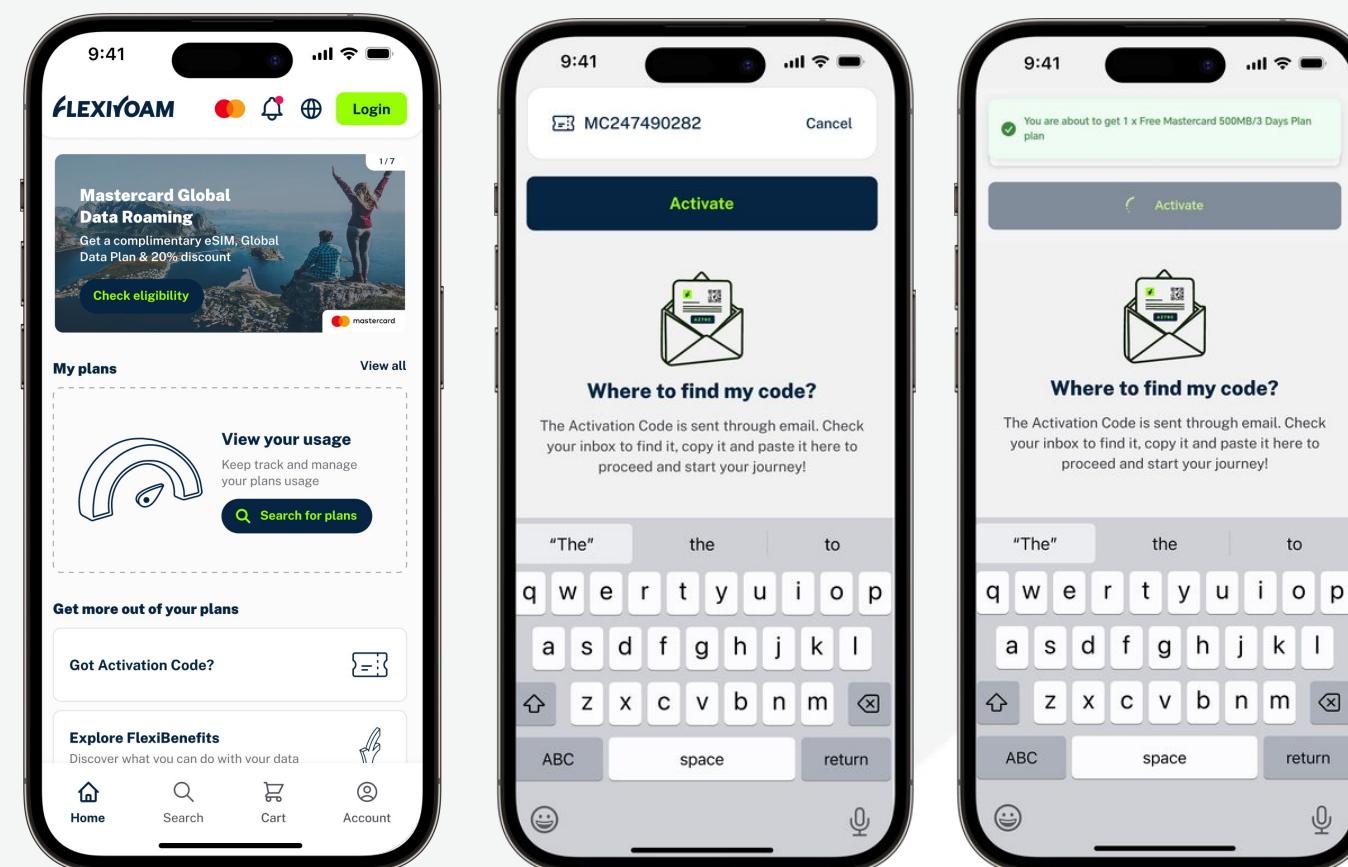 9:41
FLEXIROAM
Login
1/7
Mastercard Global
Data Roaming
Get a complimentary eSIM, Global
Data Plan & 20% discount
Check eligibility
mastercard
My plans
View all
View your usage
Keep track and manage
your plans usage
Search for plans
Get more out of your plans
Got Activation Code?
Explore FlexiBenefits
Discover what you can do with your data
Home
Search
Cart
Account
9:41
MC247490282
Cancel
Activate
AZTBC
Where to find my code?
The Activation Code is sent through email. Check
your inbox to find it, copy it and paste it here to
proceed and start your journey!
"The"
the
to
q w e r t y u i o p
a s d f g h j k l
z x c v b n m
ABC
space
return
9:41
You are about to get 1 x Free Mastercard 500MB/3 Days Plan
plan
Activate
Where to find my code?
The Activation Code is sent through email. Check
your inbox to find it, copy it and paste it here to
proceed and start your journey!
"The"
the
to
q w e r t y u i o p
a s d f g h j k l
z x c v b n m
ABC
space
return